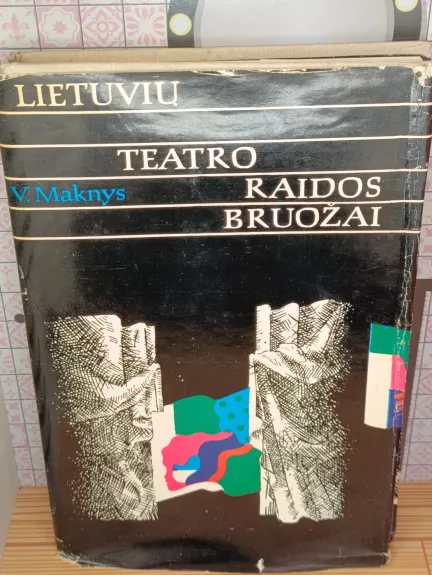 LIETUVIŲ
TEATRO
V. Maknys RAIDOS
BRUOŽAI